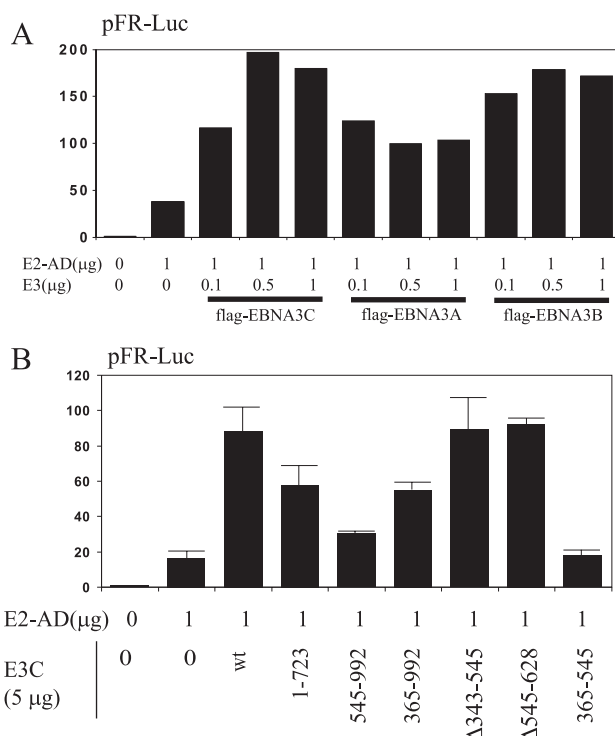 A
pFR-Luc
200
150
100
50
0
E2-AD(μg) 0 1 1 1 1 1 1 1 1 1 1
E3(μg) 0 0 0.1 0.5 1 0.1 0.5 1 0.1 0.5 1
flag-EBNA3C flag-EBNA3A flag-EBNA3B
B
pFR-Luc
120
100
80
60
40
20
0
E2-AD(μg) 0 1 1 1 1 1 1 1 1
E3C (5 μg) 0 0 wt 1-723 545-992 365-992 Δ343-545 Δ545-628 365-545